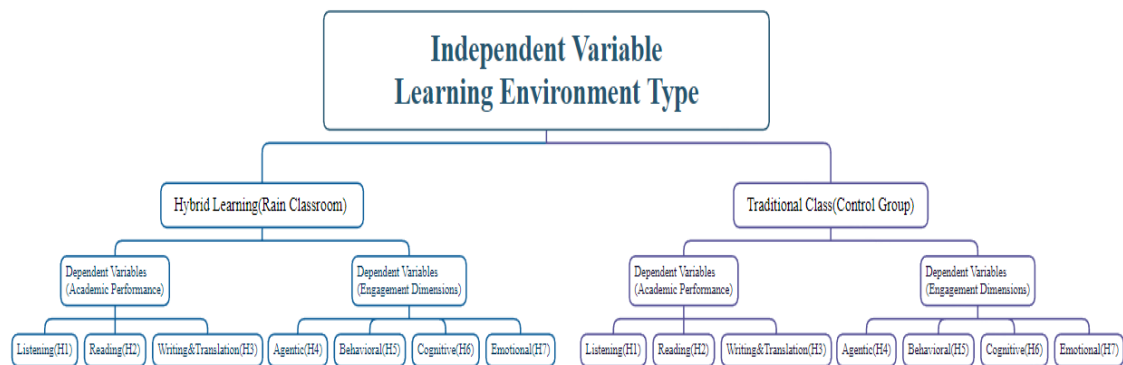 Independent Variable
Learning Environment Type
Hybrid Learning(Rain Classroom)
Traditional Class(Control Group)
Dependent Variables
(Academic Performance)
Dependent Variables
(Engagement Dimensions)
Dependent Variables
(Academic Performance)
Dependent Variables
(Engagement Dimensions)
Listening(H1)
Reading(H2)
Writing&Translation(H3)
Agentic(H4)
Behavioral(H5)
Cognitive(H6)
Emotional(H7)
Listening(H1)
Reading(H2)
Writing&Translation(H3)
Agentic(H4)
Behavioral(H5)
Cognitive(H6)
Emotional(H7)